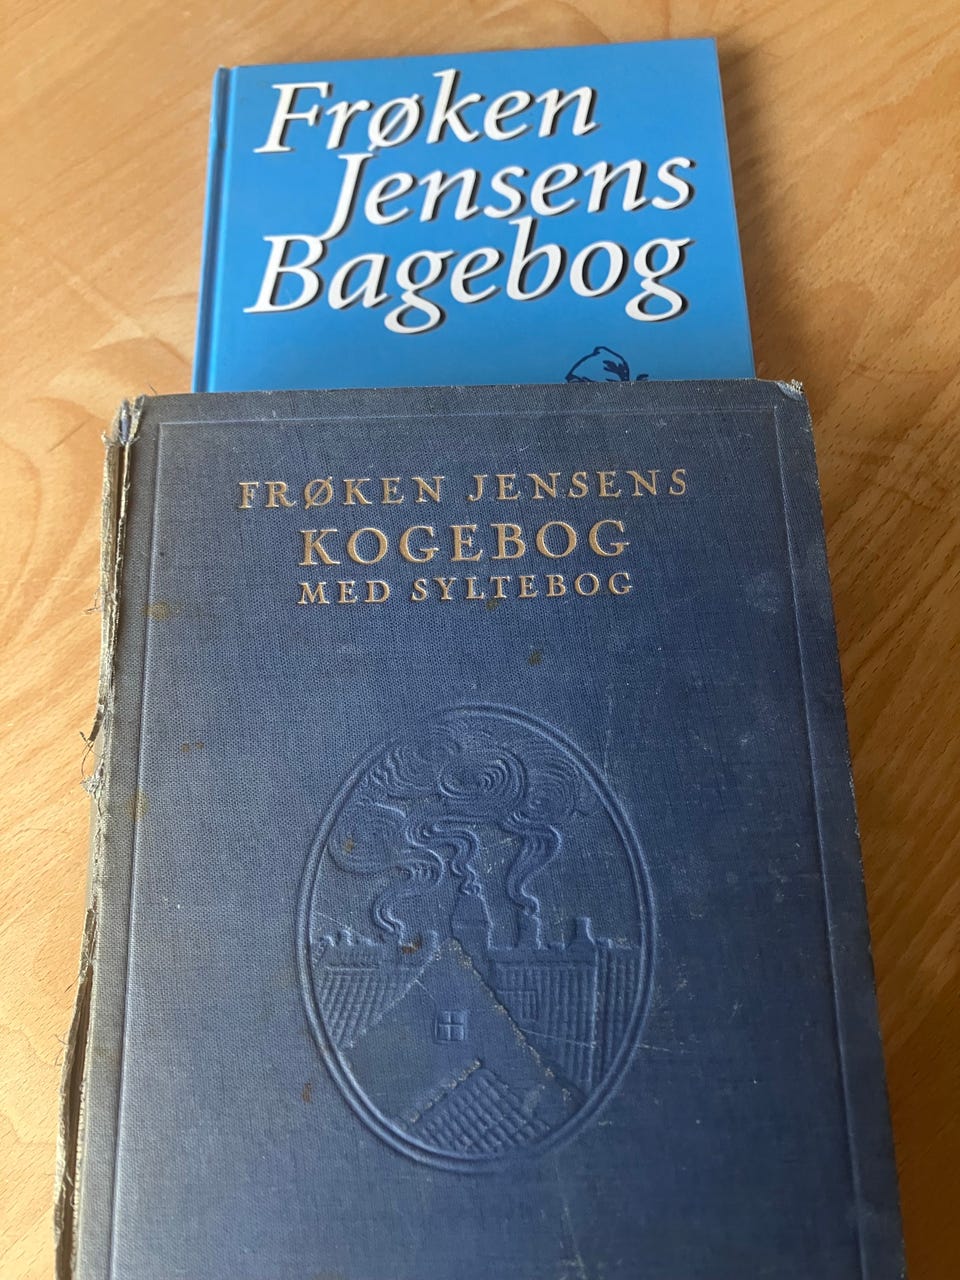 Frøken
Jensens
Bagebog
FRØKEN JENSENS
KOGEBOG
MED SYLTEBOG